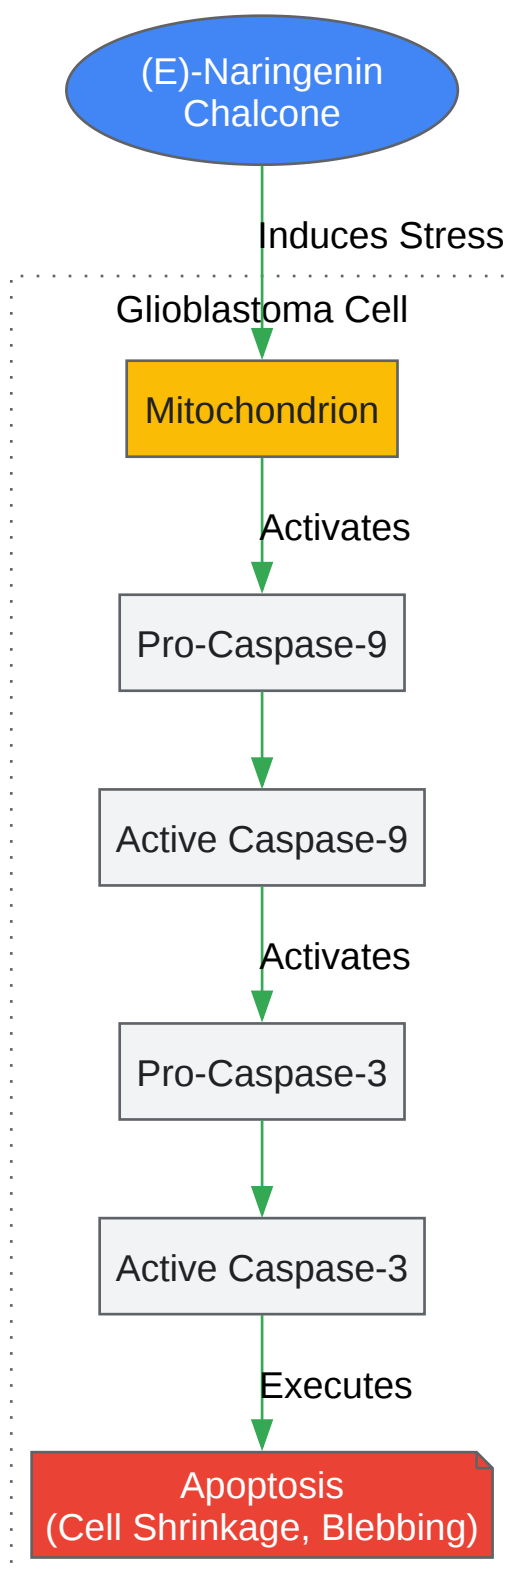 (E)-Naringenin
Chalcone
Induces Stress
Glioblastoma Cell
Mitochondrion
Activates
Pro-Caspase-9
Active Caspase-9
Activates
Pro-Caspase-3
Active Caspase-3
Executes
Apoptosis
(Cell Shrinkage, Blebbing)